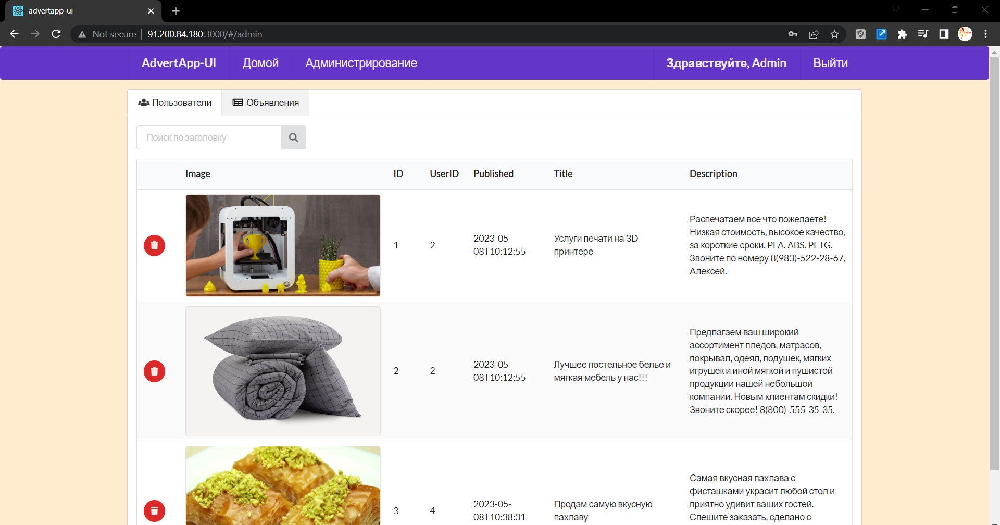 advertapp-ui
Not secure 91.200.84.180:3000/#/admin
AdvertApp-UI Домой Администрирование Здравствуйте, Admin Выйти
Пользователи Объявления
Поиск по заголовку
Image ID UserID Published Title Description
1 2
2023-05-
08T10:12:55
Услуги печати на 3D-
принтере
Распечатаем все что пожелаете!
Низкая стоимость, высокое качество,
за короткие сроки. PLA. ABS. PETG.
Звоните по номеру 8(983)-522-28-67,
Алексей.
2 2
2023-05-
08T10:12:55
Лучшее постельное белье и
мягкая мебель у нас!!!
Предлагаем ваш широкий
ассортимент пледов, матрасов,
покрывал, одеял, подушек, мягких
игрушек и иной мягкой и пушистой
продукции нашей небольшой
компании. Новым клиентам скидки!
Звоните скорее! 8(800)-555-35-35.
3 4
2023-05-
08T10:38:31
Продам самую вкусную
пахлаву
Самая вкусная пахлава с
фисташками украсит любой стол и
приятно удивит ваших гостей.
Спешите заказать, сделано с